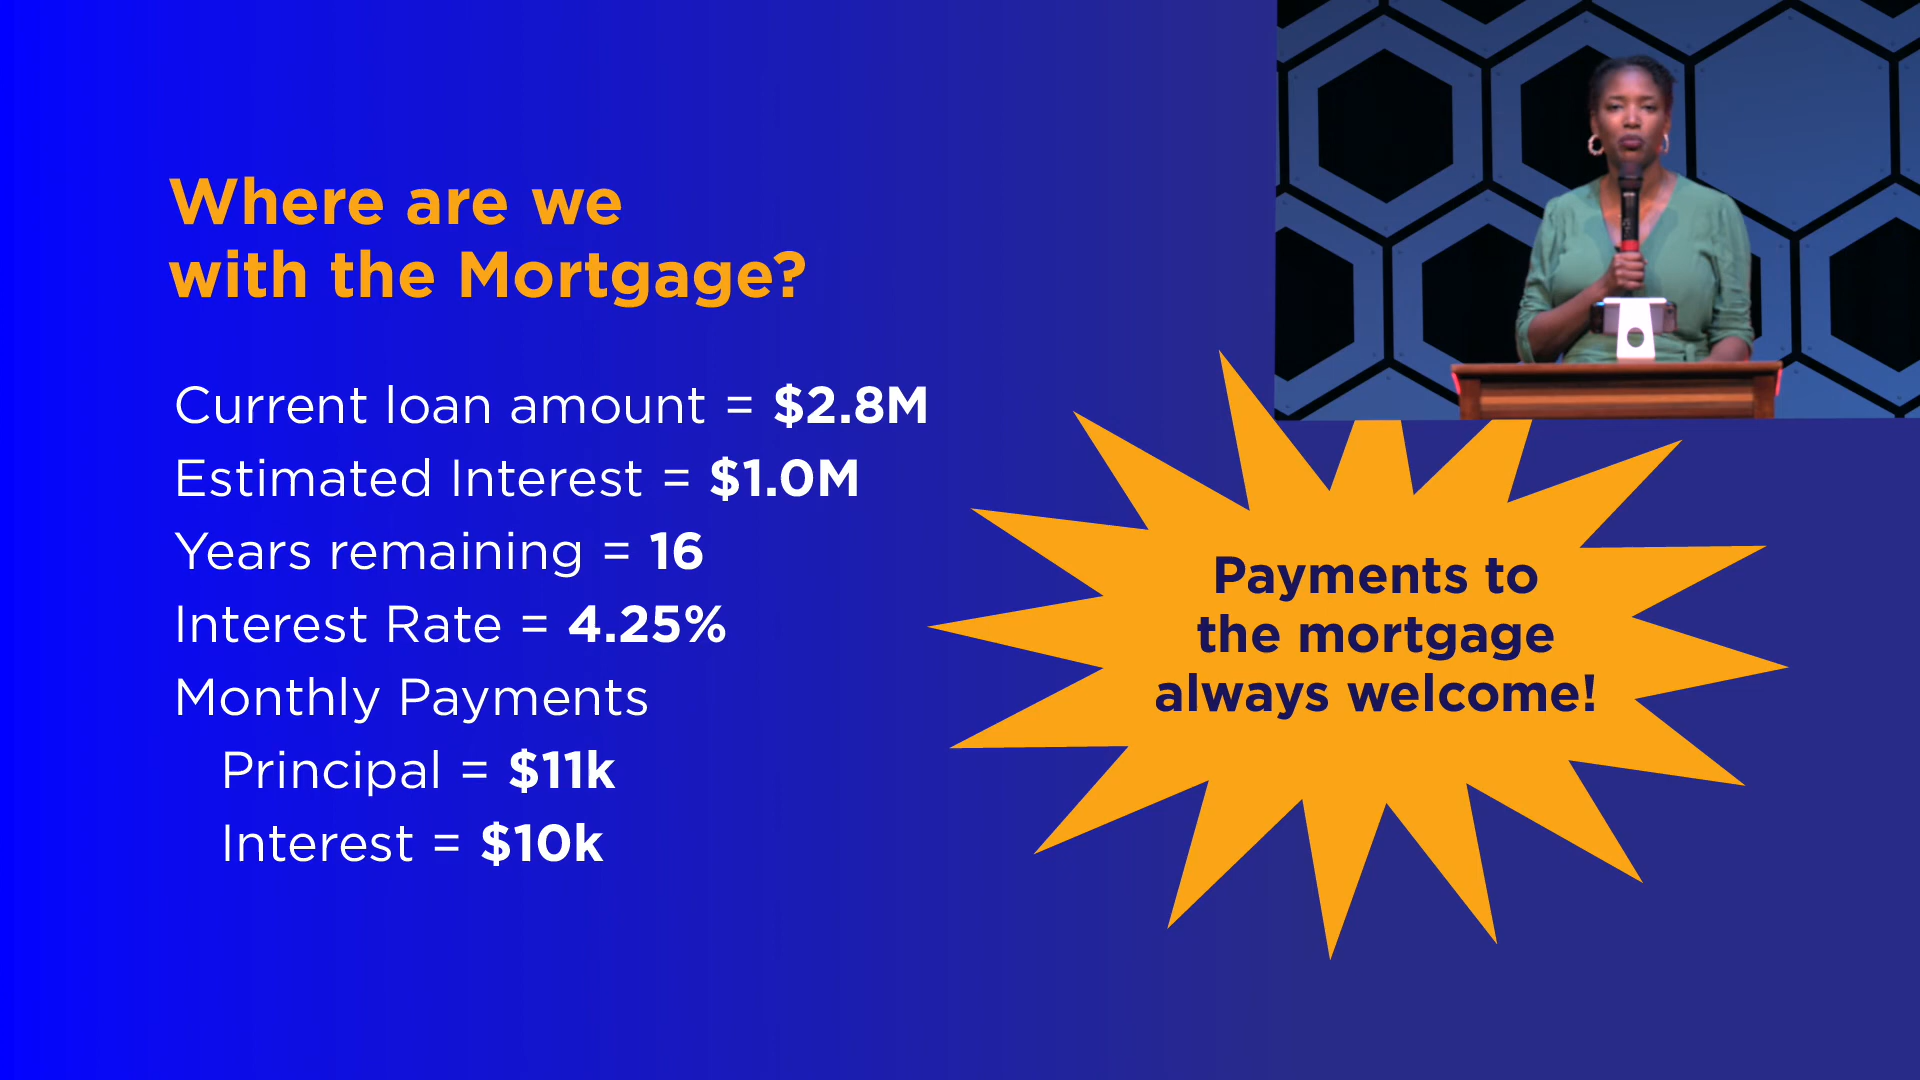 Where are we
with the Mortgage?
Current loan amount = $2.8M
Estimated Interest = $1.0M
Years remaining = 16
Interest Rate = 4.25%
Monthly Payments
Principal = $11k
Interest = $10k
Payments to
the mortgage
always welcome!